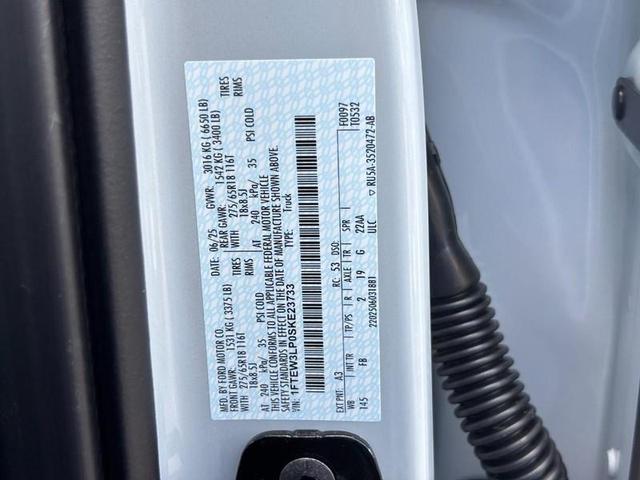 MFD. BY FORD MOTOR CO.
DATE: 06/25 GVWR: 3016 KG ( 6650 LB)
FRONT GAWR: 1531 KG ( 3375 LB) REAR GAWR: 1542 KG ( 3400 LB)
WITH 275/65R18 116T TIRES WITH 275/65R18 116T TIRES
18x8.5J RIMS 18x8.5J RIMS
AT 240 kPa/ 35 PSI COLD AT 240 kPa/ 35 PSI COLD
THIS VEHICLE CONFORMS TO ALL APPLICABLE FEDERAL MOTOR VEHICLE
SAFETY STANDARDS IN EFFECT ON THE DATE OF MANUFACTURE SHOWN ABOVE.
VIN: 1FTEW3LP0SKE23733 TYPE: Truck
F0097
EXT PNT: A3 RC: 53 DSO: T0532
WB INT TR TP/PS R AXLE TR SPR
145 FB 2 19 G 22AA
2202506031881 ULC ▽ RU5A-3520472-AB